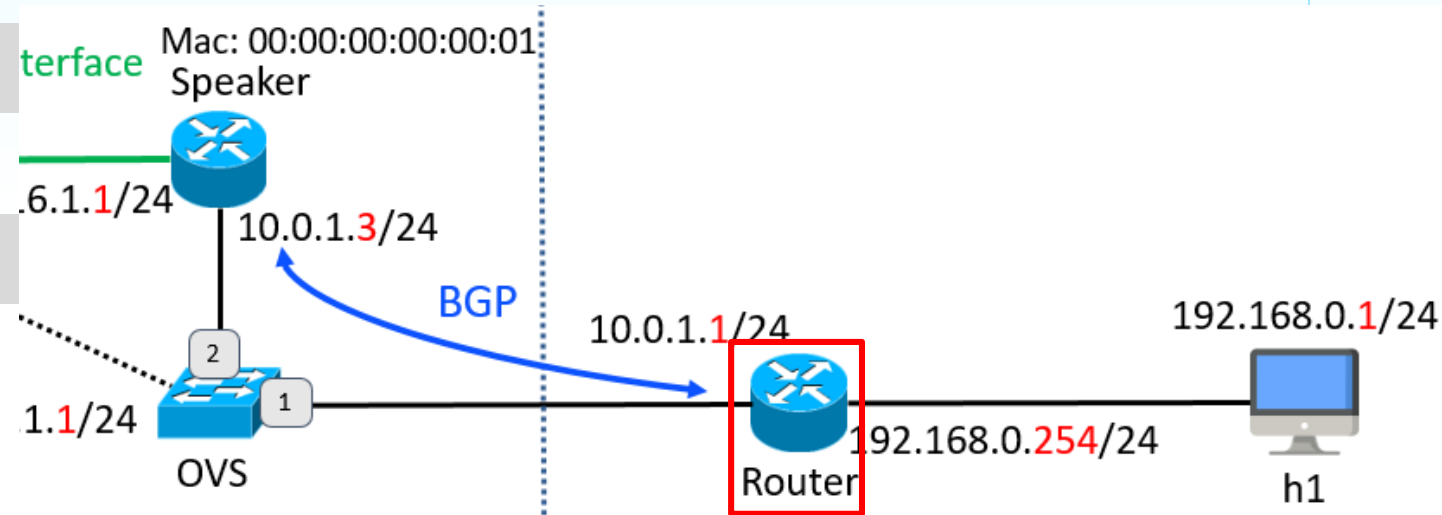 Mac: 00:00:00:00:00:01
terface
Speaker
.6.1.1/24
10.0.1.3/24
BGP
10.0.1.1/24
192.168.0.1/24
2
1
.1.1/24
192.168.0.254/24
OVS
Router
h1